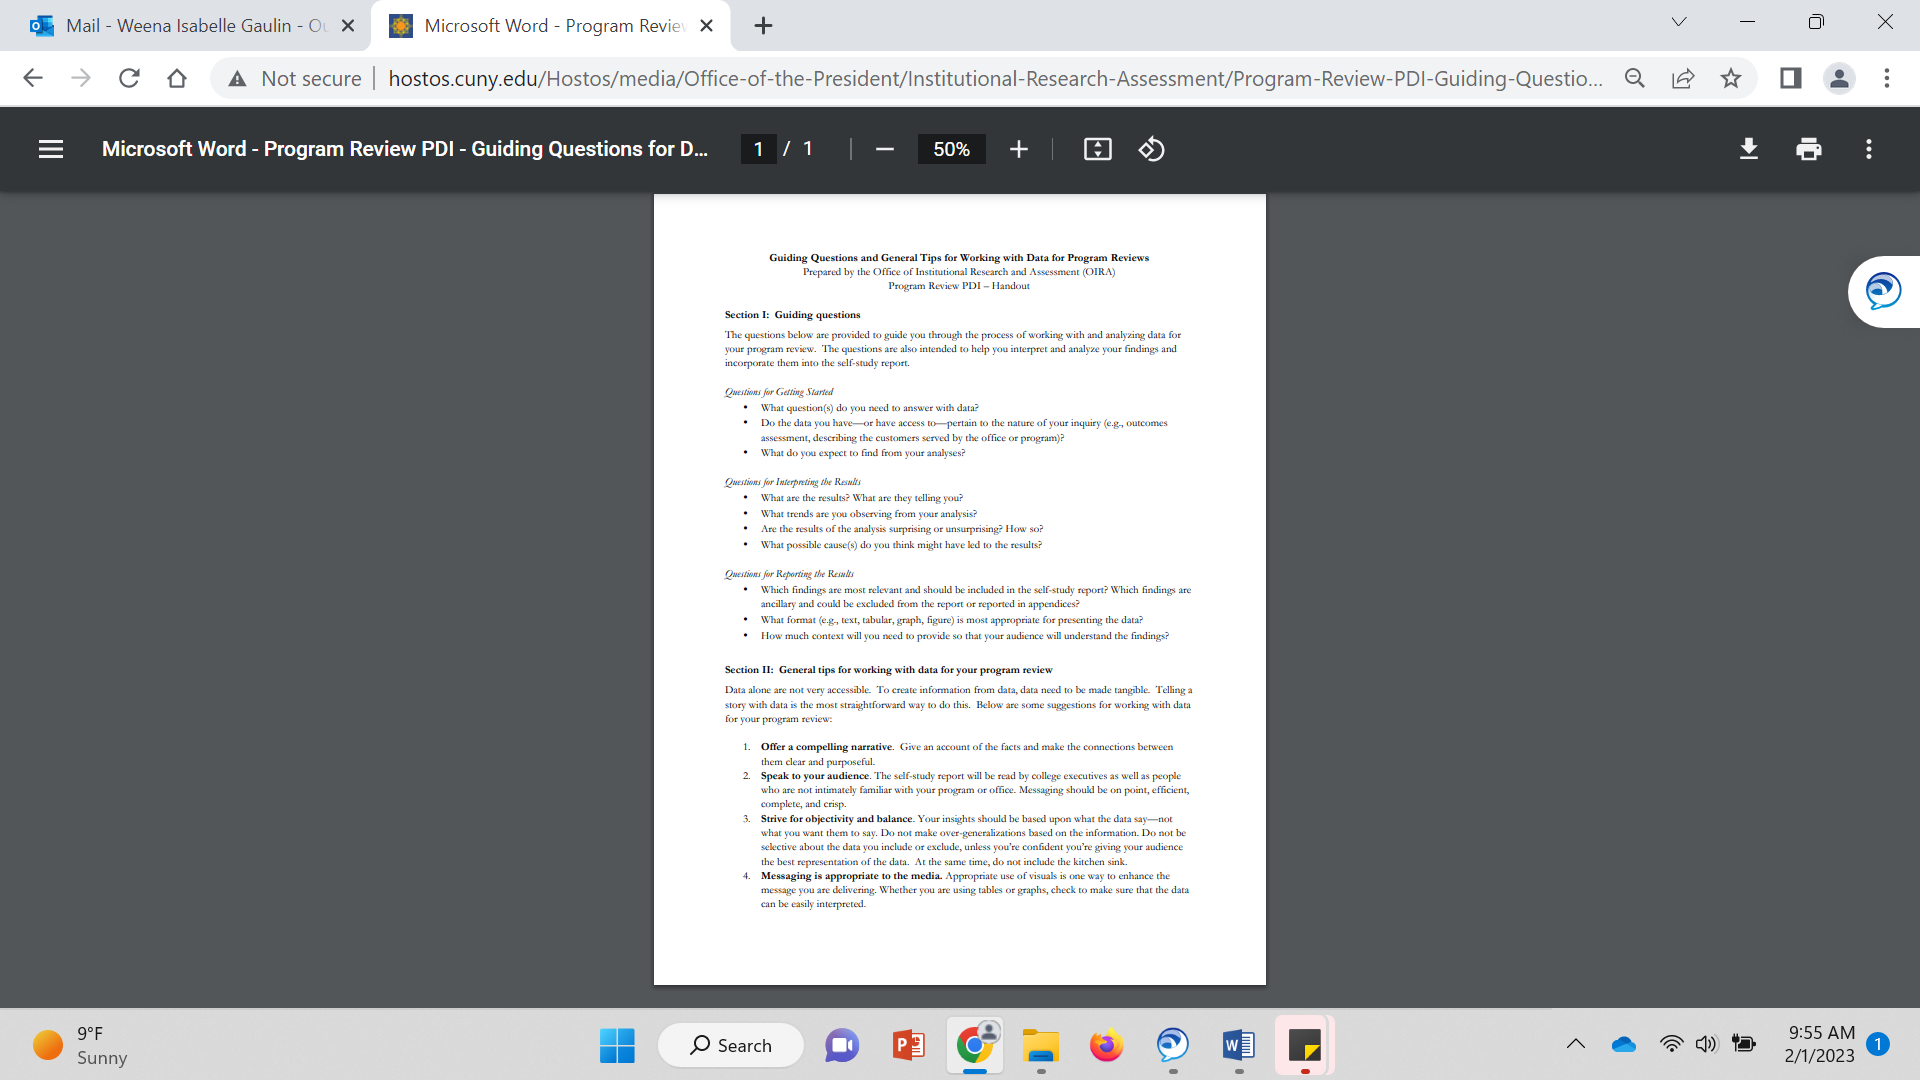 Mail - Weena Isabelle Gaulin - Ou
Microsoft Word - Program Review
Not secure
hostos.cuny.edu/Hostos/media/Office-of-the-President/Institutional-Research-Assessment/Program-Review-PDI-Guiding-Questio...
Microsoft Word - Program Review PDI - Guiding Questions for D...
1 / 1
50%
Guiding Questions and General Tips for Working with Data for Program Reviews
Prepared by the Office of Institutional Research and Assessment (OIRA)
Program Review PDI – Handout
Section I: Guiding questions
The questions below are provided to guide you through the process of working with and analyzing data for
your program review. The questions are also intended to help you interpret and analyze your findings and
incorporate them into the self-study report.
Questions for Getting Started
• What question(s) do you need to answer with data?
• Do the data you have—or have access to—pertain to the nature of your inquiry (e.g., outcomes
assessment, describing the customers served by the office or program)?
• What do you expect to find from your analyses?
Questions for Interpreting the Results
• What are the results? What are they telling you?
• What trends are you observing from your analysis?
• Are the results of the analysis surprising or unsurprising? How so?
• What possible cause(s) do you think might have led to the results?
Questions for Reporting the Results
• Which findings are most relevant and should be included in the self-study report? Which findings are
ancillary and could be excluded from the report or reported in appendices?
• What format (e.g., text, tabular, graph, figure) is most appropriate for presenting the data?
• How much context will you need to provide so that your audience will understand the findings?
Section II: General tips for working with data for your program review
Data alone are not very accessible. To create information from data, data need to be made tangible. Telling a
story with data is the most straightforward way to do this. Below are some suggestions for working with data
for your program review:
1. Offer a compelling narrative. Give an account of the facts and make the connections between
them clear and purposeful.
2. Speak to your audience. The self-study report will be read by college executives as well as people
who are not intimately familiar with your program or office. Messaging should be on point, efficient,
complete, and crisp.
3. Strive for objectivity and balance. Your insights should be based upon what the data say—not
what you want them to say. Do not make over-generalizations based on the information. Do not be
selective about the data you include or exclude, unless you're confident you're giving your audience
the best representation of the data. At the same time, do not include the kitchen sink.
4. Messaging is appropriate to the media. Appropriate use of visuals is one way to enhance the
message you are delivering. Whether you are using tables or graphs, check to make sure that the data
can be easily interpreted.
9°F
Sunny
Search
9:55 AM
2/1/2023
1